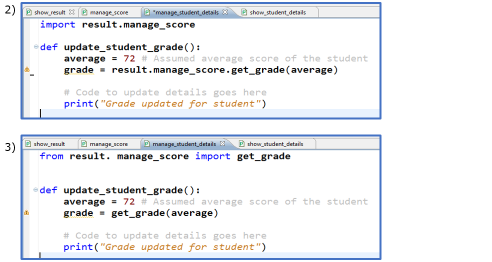 2)
show_result manage_score *manage_student_details show_student_details
import result.manage_score
def update_student_grade():
average = 72 # Assumed average score of the student
grade = result.manage_score.get_grade(average)
# Code to update details goes here
print("Grade updated for student")
3)
show_result manage_score manage_student_details show_student_details
from result. manage_score import get_grade
def update_student_grade():
average = 72 # Assumed average score of the student
grade = get_grade(average)
# Code to update details goes here
print("Grade updated for student")